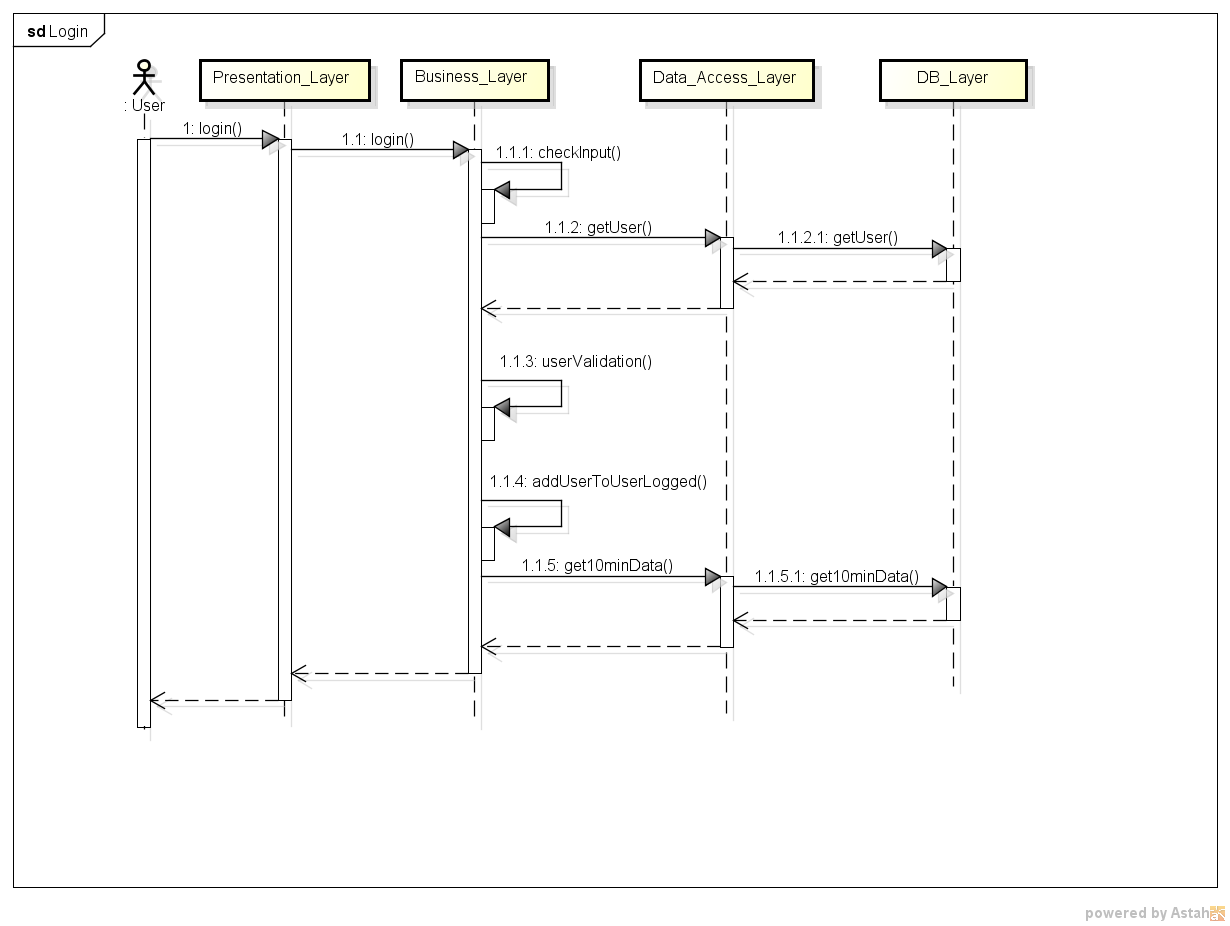 sd Login
: User
Presentation_Layer
Business_Layer
Data_Access_Layer
DB_Layer
1: login()
1.1: login()
1.1.1: checkInput()
1.1.2: getUser()
1.1.2.1: getUser()
1.1.3: userValidation()
1.1.4: addUserToUserLogged()
1.1.5: get10minData()
1.1.5.1: get10minData()
powered by Astah